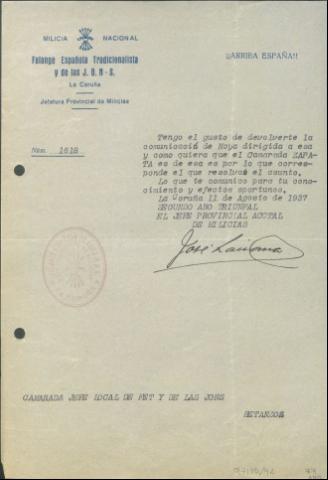 MILICIA NACIONAL
Falange Española Tradicionalista
y de las J. O. N - S.
La Coruña
Jefatura Provincial de Milicias
¡¡ARRIBA ESPAÑA!!
Núm. 1618
Tengo el gusto de devolverte la
comunicación de Noya dirigida a esa
y como quiera que el Camarada ZAPA-
TA es de esa es por lo que corres-
ponde el que resolvas el asunto.
Lo que te comunico para tu cono-
cimiento y efectos oportunos.
La Coruña 11 de Agosto de 1937
SEGUNDO AÑO TRIUNFAL
EL JEFE PROVINCIAL ACCTAL
DE MILICIAS
CAMARADA JEFE LOCAL DE FET Y DE LAS JONS
BETANZOS